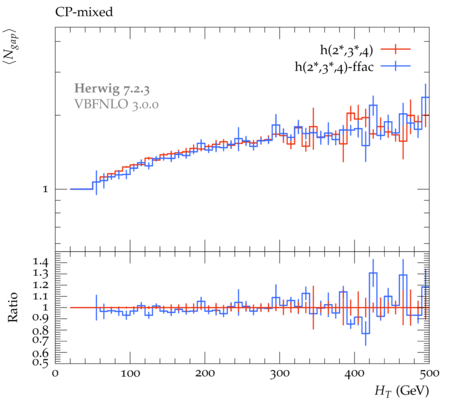 CP-mixed
⟨N_gap⟩
h(2*,3*,4)
h(2*,3*,4)-ffac
Herwig 7.2.3
VBFNLO 3.0.0
1
Ratio
1.4
1.3
1.2
1.1
1.0
0.9
0.8
0.7
0.6
0.5
0 100 200 300 400 500
H_T (GeV)